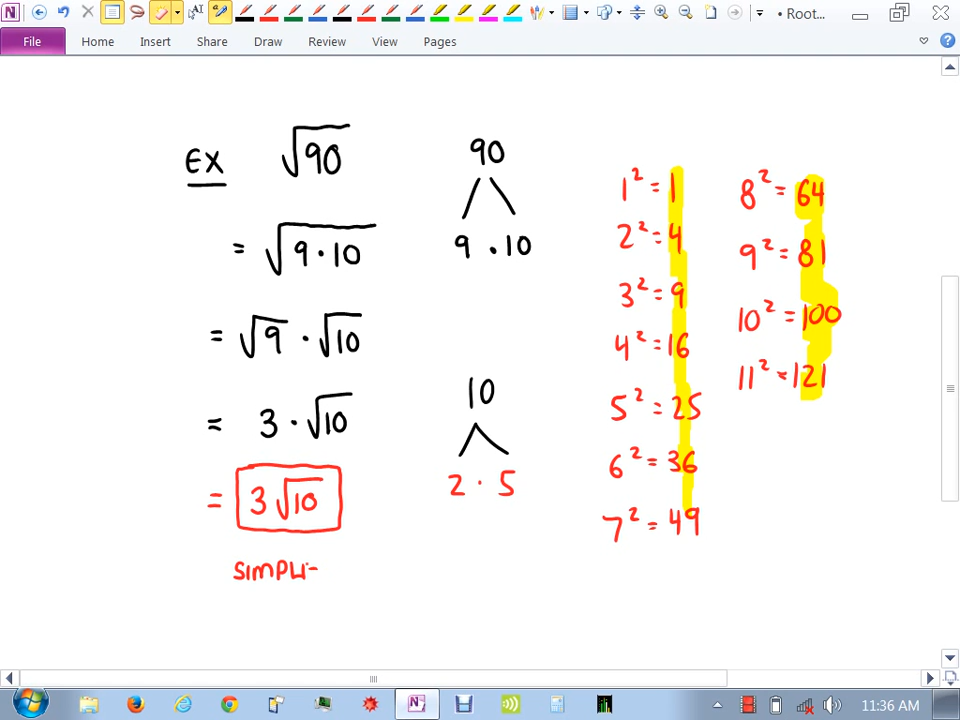 Root...
File Home Insert Share Draw Review View Pages
EX √90
= √9·10
= √9 · √10
= 3 · √10
= 3√10
SIMPLI
90
9 . 10
10
2 · 5
1² = 1
2² = 4
3² = 9
4² = 16
5² = 25
6² = 36
7² = 49
8² = 64
9² = 81
10² = 100
11² = 121
11:36 AM